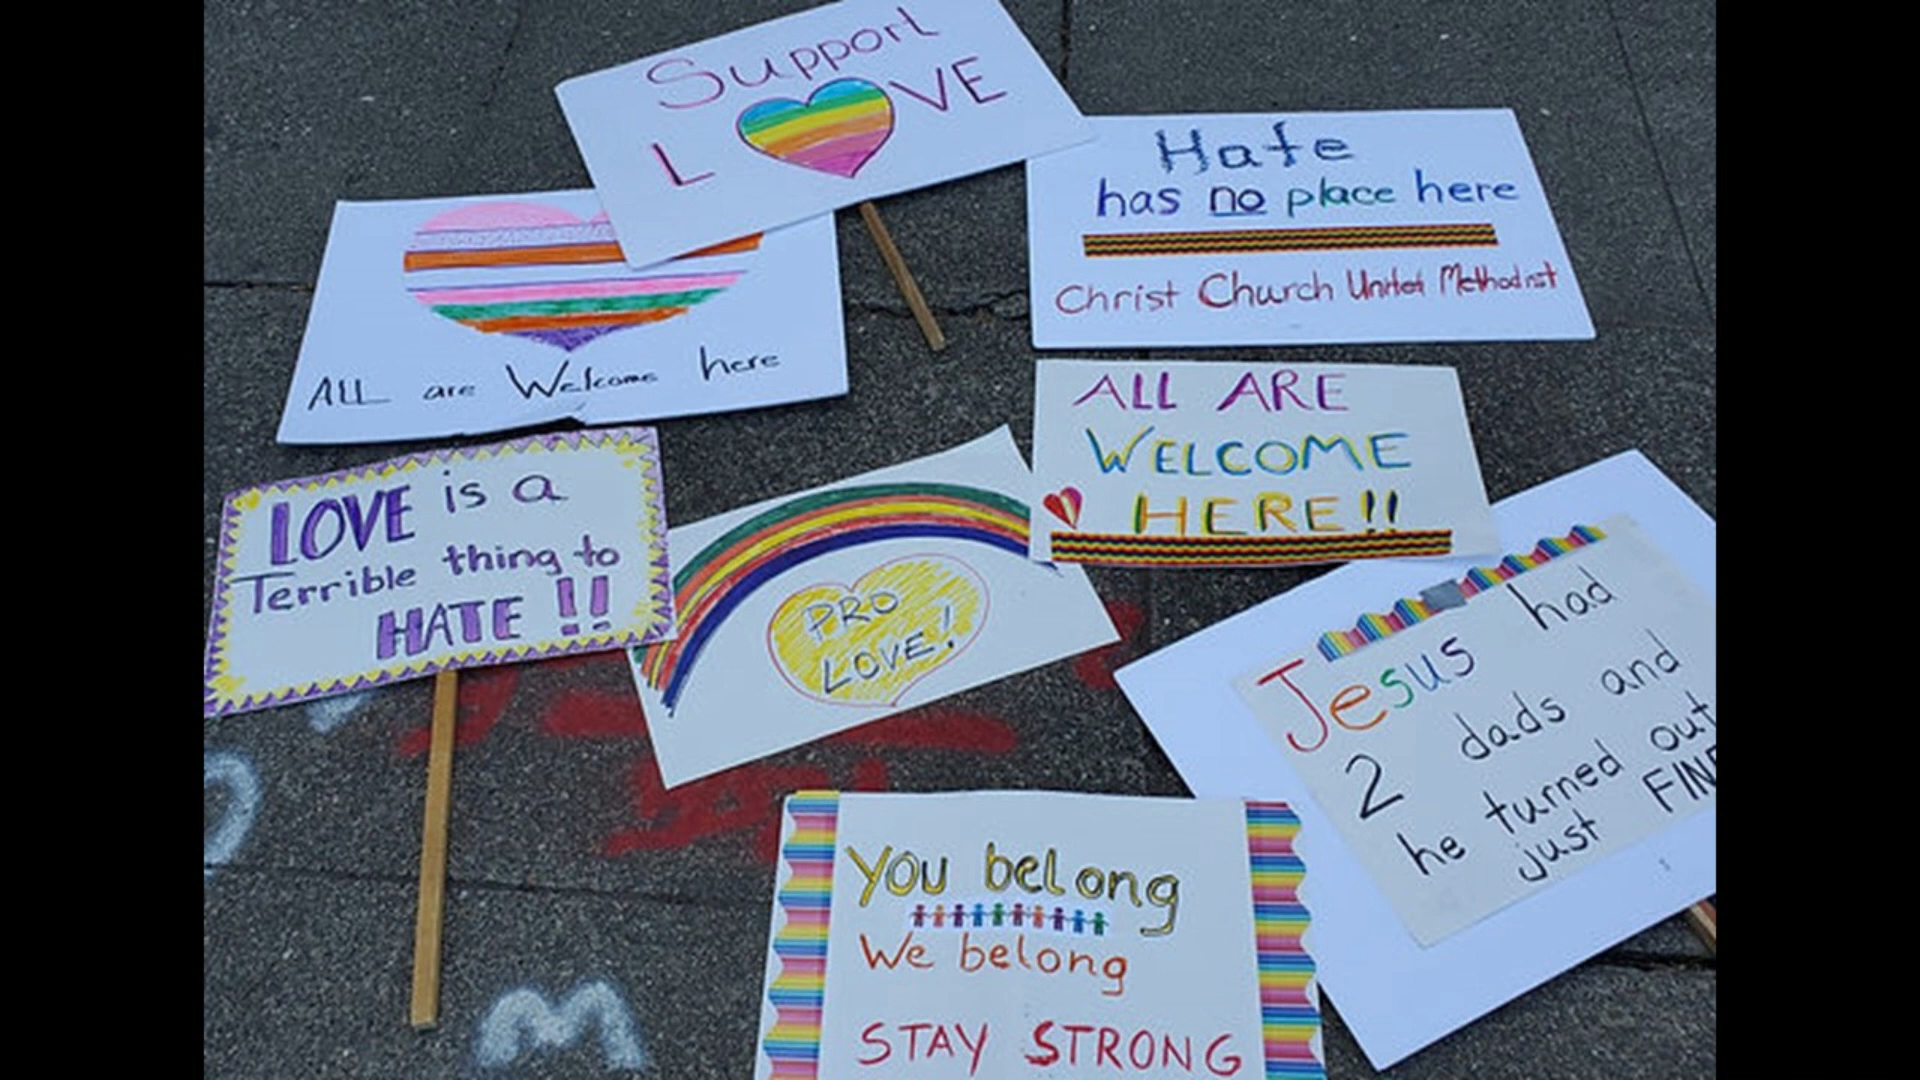 Support
L VE
Hate
has no place here
Christ Church United Methodist
ALL are Welcome here
ALL ARE
WELCOME
HERE!!
LOVE is a
Terrible thing to
HATE !!
PRO
LOVE!
Jesus had
2 dads and
he turned out
just FINE
You belong
We belong
STAY STRONG
M